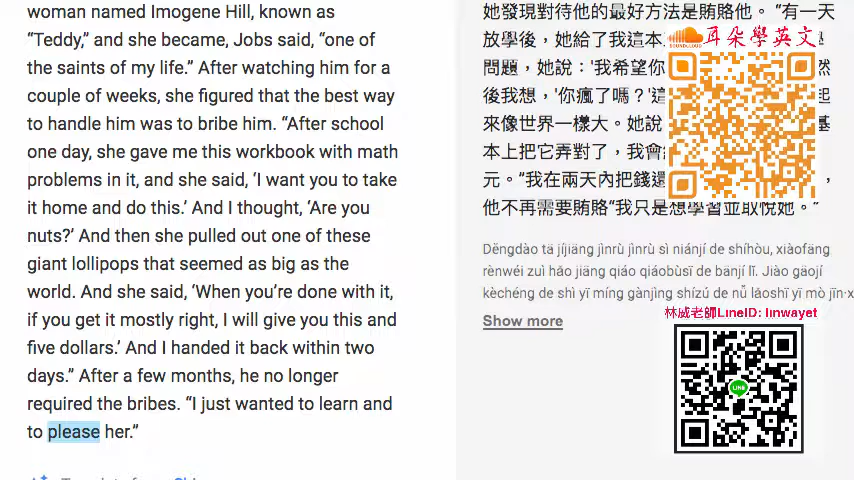 woman named Imogene Hill, known as
“Teddy,” and she became, Jobs said, “one of
the saints of my life.” After watching him for a
couple of weeks, she figured that the best way
to handle him was to bribe him. “After school
one day, she gave me this workbook with math
problems in it, and she said, ‘I want you to take
it home and do this.’ And I thought, ‘Are you
nuts?’ And then she pulled out one of these
giant lollipops that seemed as big as the
world. And she said, ‘When you’re done with it,
if you get it mostly right, I will give you this and
five dollars.’ And I handed it back within two
days.” After a few months, he no longer
required the bribes. “I just wanted to learn and
to please her.”
她發現對待他的最好方法是賄賂他。 “有一天
放學後，她給了我這本
問題，她說：'我希望你 然
後我想，'你瘋了嗎？'這 起
來像世界一樣大。她說 基
本上把它弄對了，我會
元。”我在兩天內把錢還 ，
他不再需要賄賂“我只是想學習並取悅她。”
Dēngdào tā jíjiāng jìnrù jìnrù sì niánjí de shíhòu, xiàofāng
rènwéi zuì hǎo jiāng qiáo qiáobùsī de bānjí lǐ. Jiào gāojí
kèchéng de shì yī míng gànjìng shízú de nǚ lǎoshī yī mò jīn·x
Show more
SOUNDCLOUD 耳朵學英文
林威老師LineID: linwayet
LINE